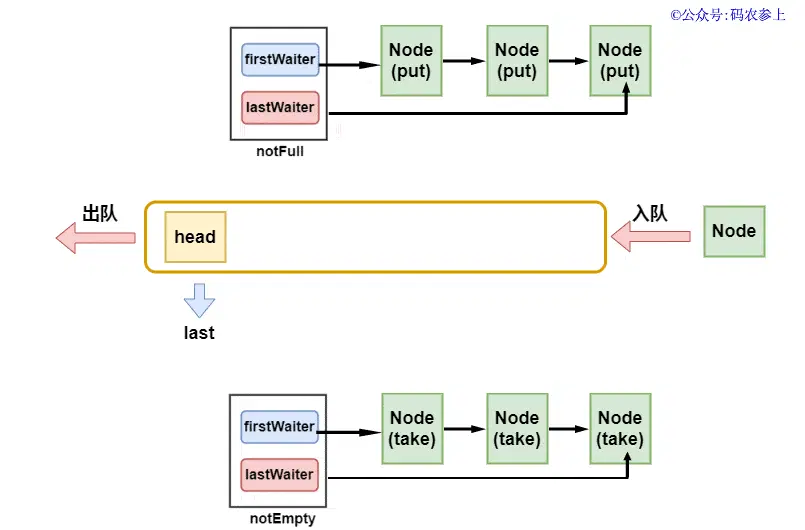 ©公众号:码农参上
firstWaiter
lastWaiter
notFull
Node
(put)
Node
(put)
Node
(put)
出队
head
入队
Node
last
firstWaiter
lastWaiter
notEmpty
Node
(take)
Node
(take)
Node
(take)